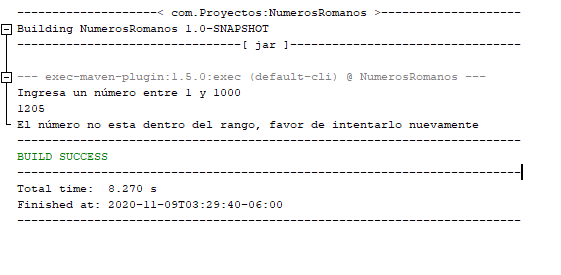 --------------------< com.Proyectos:NumerosRomanos >--------------------
Building NumerosRomanos 1.0-SNAPSHOT
--------------------------------[ jar ]---------------------------------
--- exec-maven-plugin:1.5.0:exec (default-cli) @ NumerosRomanos ---
Ingresa un número entre 1 y 1000
1205
El número no esta dentro del rango, favor de intentarlo nuevamente
------------------------------------------------------------------------
BUILD SUCCESS
------------------------------------------------------------------------
Total time:  8.270 s
Finished at: 2020-11-09T03:29:40-06:00
------------------------------------------------------------------------